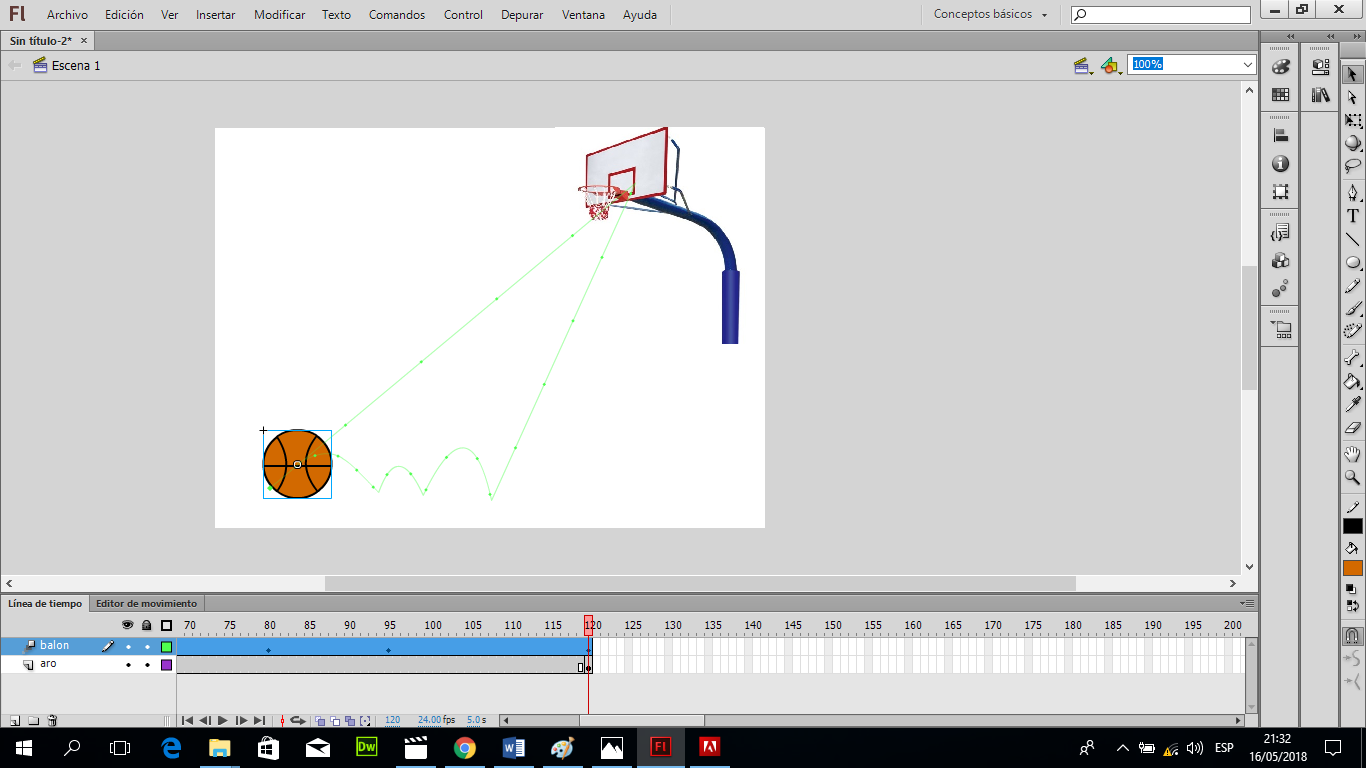 Fl Archivo Edición Ver Insertar Modificar Texto Comandos Control Depurar Ventana Ayuda Conceptos básicos
Sin título-2* ×
Escena 1 100%
T
Línea de tiempo Editor de movimiento
70 75 80 85 90 95 100 105 110 115 120 125 130 135 140 145 150 155 160 165 170 175 180 185 190 195 200
balon
aro
120 24.00 fps 5.0 s
Dw Fl ESP 21:32
16/05/2018